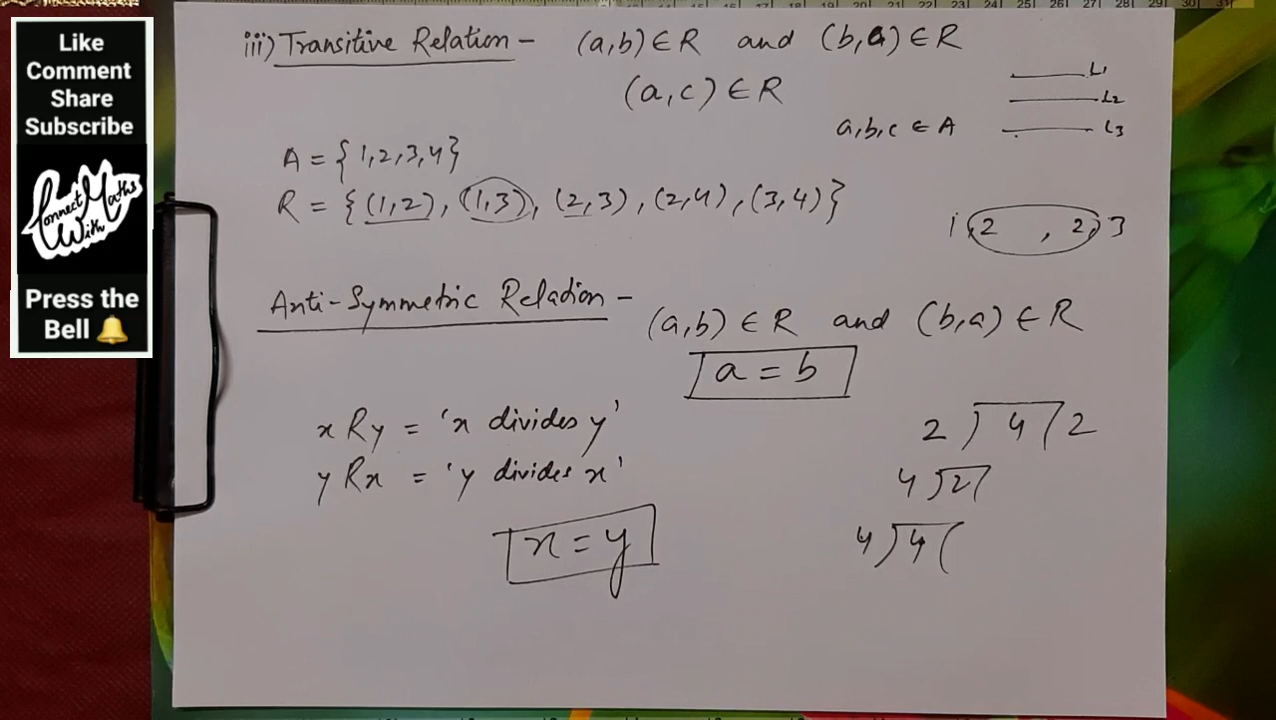 Like
Comment
Share
Subscribe
Connect Maths
With
Press the
Bell 🔔
iii) Transitive Relation – (a,b) ∈ R and (b,a) ∈ R
(a,c) ∈ R
a,b,c ∈ A
L1
L2
L3
A = { 1,2,3,4}
R = {(1,2), (1,3), (2,3), (2,4), (3,4)}
1,2 , 2,3
Anti-Symmetric Relation – (a,b) ∈ R and (b,a) ∈ R
a = b
x Ry = 'x divides y'
y Rx = 'y divides x'
x = y
2 ) 4 ( 2
4 ) 2
4 ) 4 (